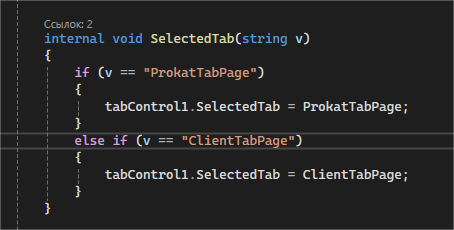 Ссылок: 2
internal void SelectedTab(string v)
{
if (v == "ProkatTabPage")
{
tabControl1.SelectedTab = ProkatTabPage;
}
else if (v == "ClientTabPage")
{
tabControl1.SelectedTab = ClientTabPage;
}
}